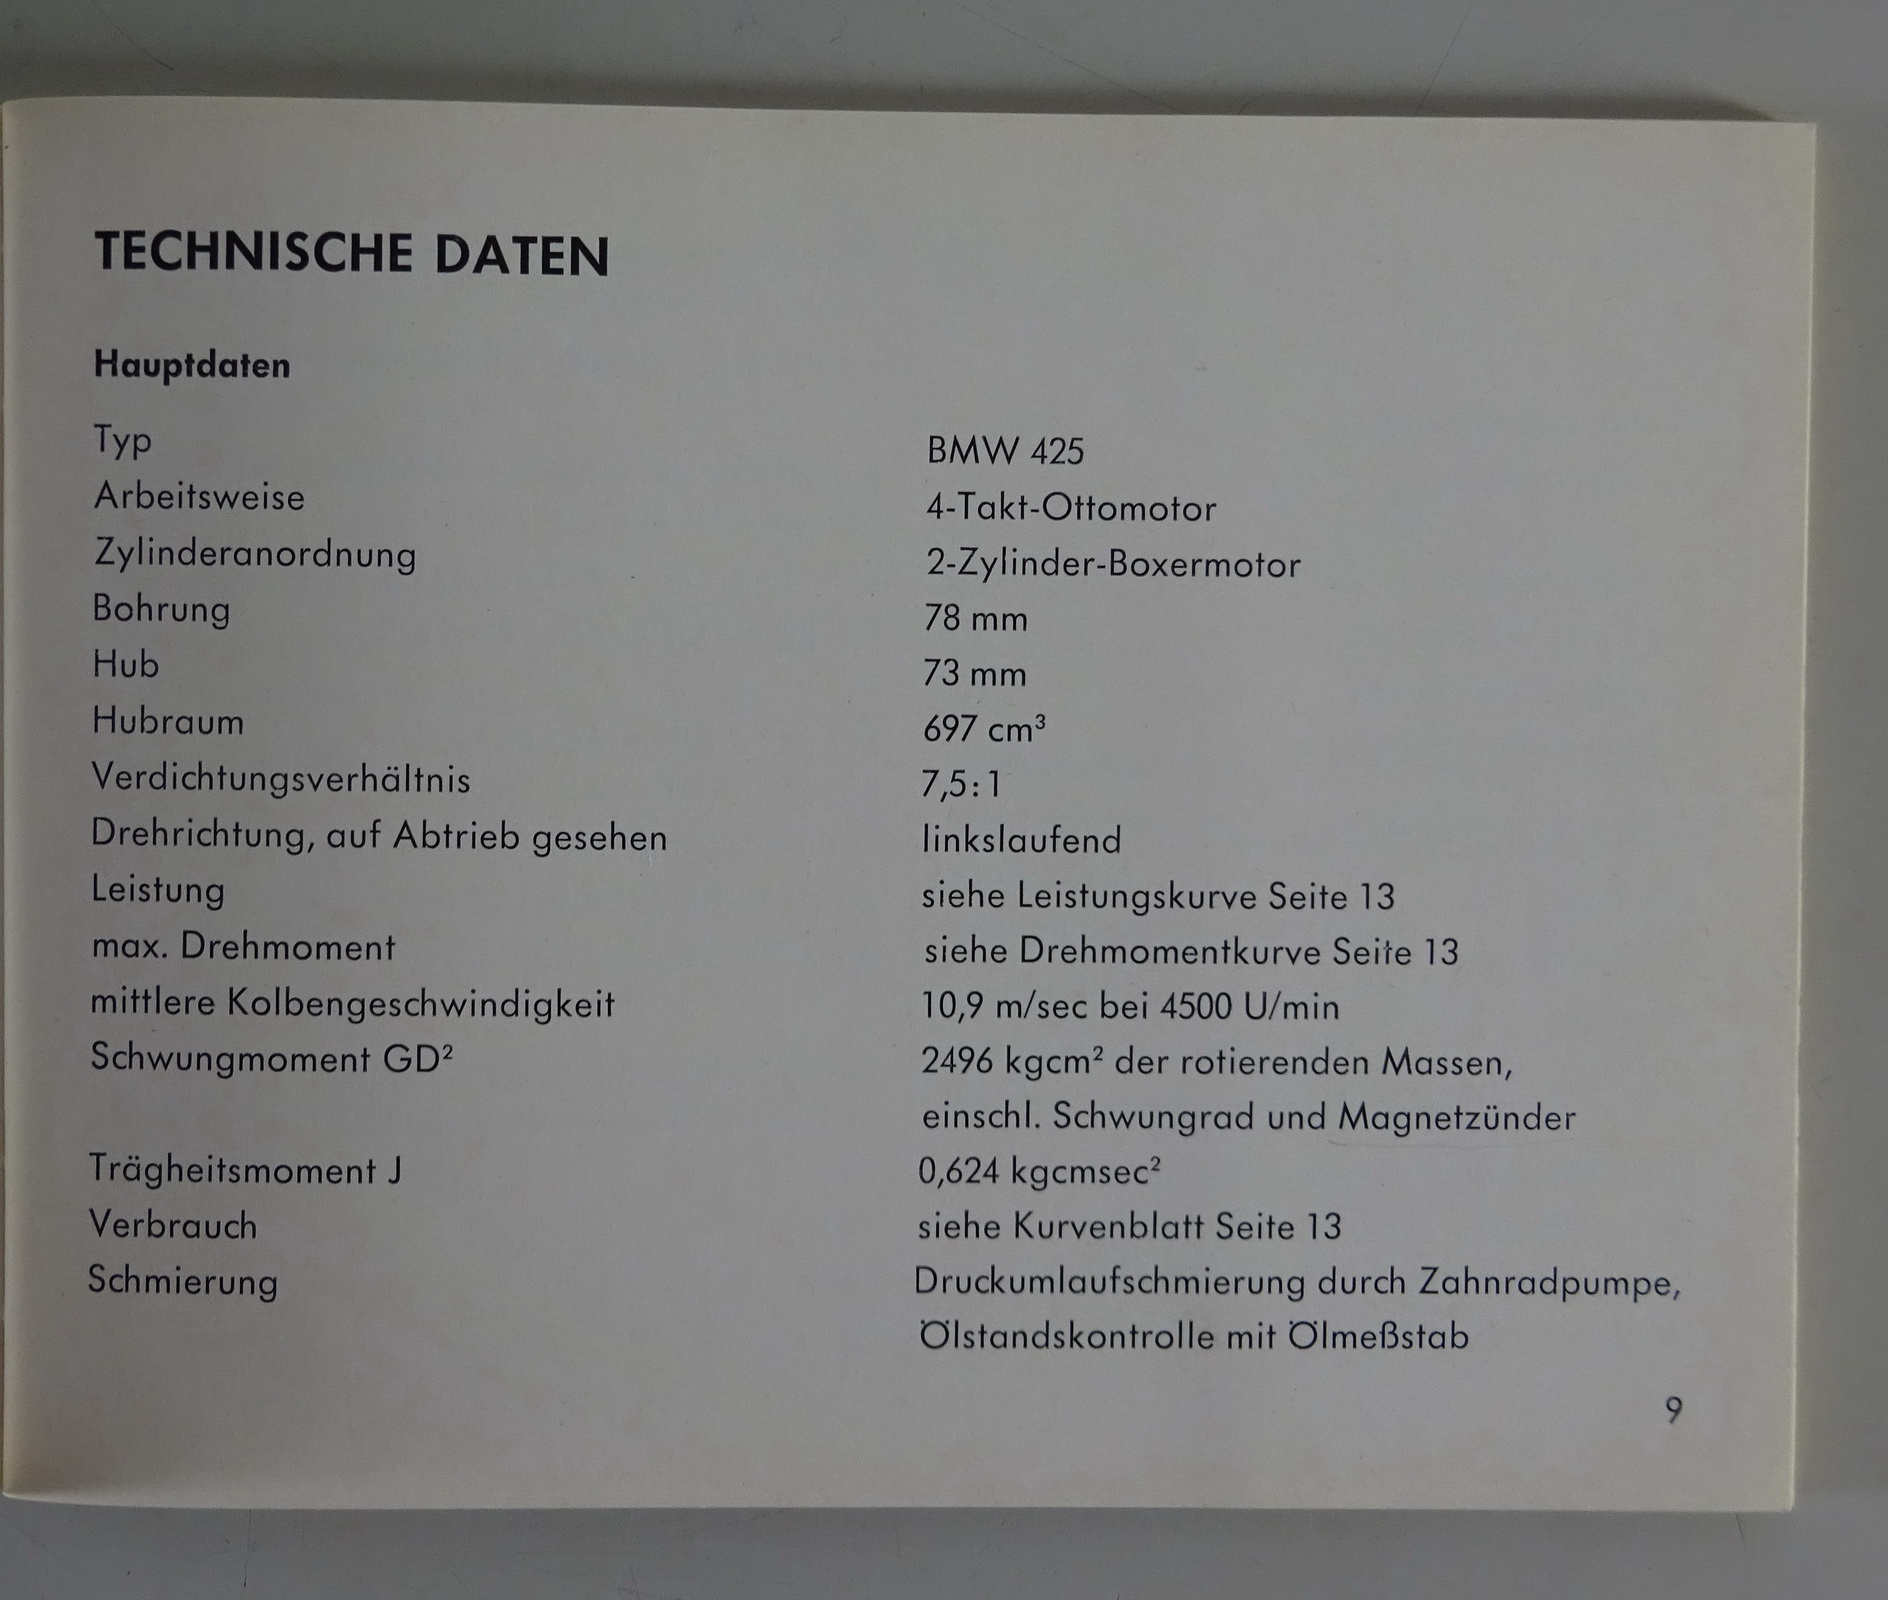 TECHNISCHE DATEN
Hauptdaten
Typ BMW 425
Arbeitsweise 4-Takt-Ottomotor
Zylinderanordnung 2-Zylinder-Boxermotor
Bohrung 78 mm
Hub 73 mm
Hubraum 697 cm³
Verdichtungsverhältnis 7,5:1
Drehrichtung, auf Abtrieb gesehen linkslaufend
Leistung siehe Leistungskurve Seite 13
max. Drehmoment siehe Drehmomentkurve Seite 13
mittlere Kolbengeschwindigkeit 10,9 m/sec bei 4500 U/min
Schwungmoment GD² 2496 kgcm² der rotierenden Massen,
einschl. Schwungrad und Magnetzünder
Trägheitsmoment J 0,624 kgcmsec²
Verbrauch siehe Kurvenblatt Seite 13
Schmierung Druckumlaufschmierung durch Zahnradpumpe,
Ölstandskontrolle mit Ölmeßstab
9